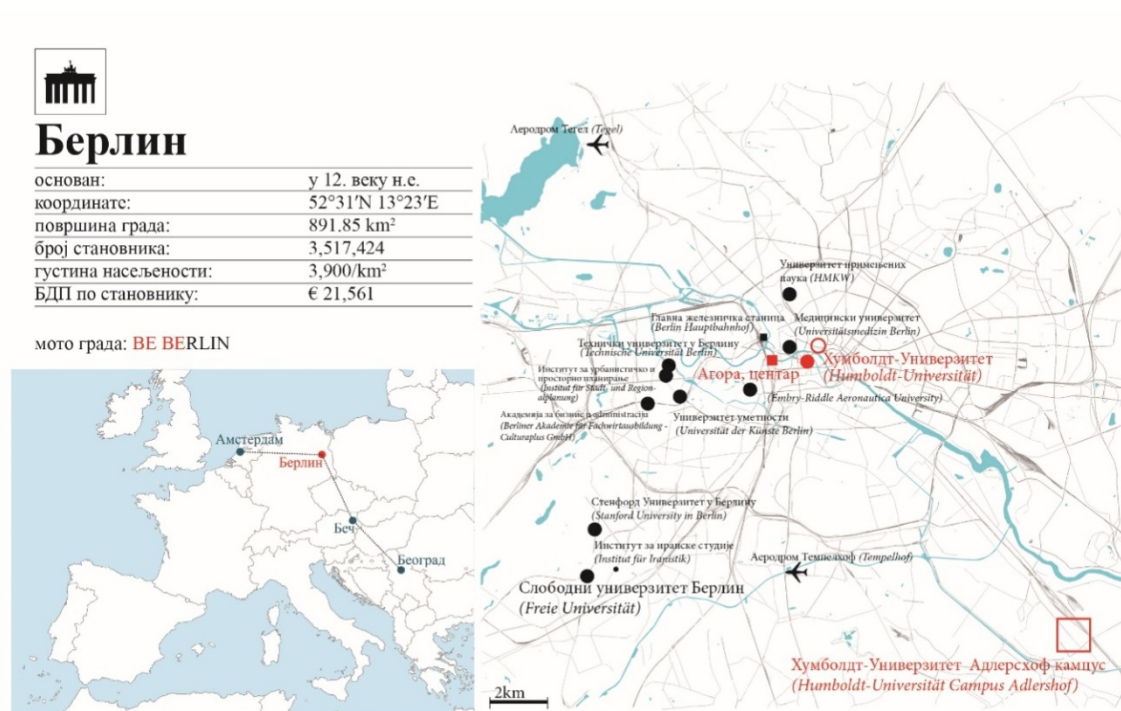 Берлин
основан: у 12. веку н.е.
координате: 52°31′N 13°23′E
површина града: 891.85 km²
број становника: 3,517,424
густина насељености: 3,900/km²
БДП по становнику: € 21,561
мото града: BE BERLIN
Амстердам
Берлин
Беч
Београд
Аеродром Тегел (Tegel)
Универзитет примењених
наука (HMKW)
Главна железничка станица
(Berlin Hauptbahnhof)
Медицински универзитет
(Universitätsmedizin Berlin)
Технички универзитет у Берлину
(Technische Universität Berlin)
Хумболдт-Универзитет
(Humboldt-Universität)
Агора, центар
Институт за урбанистичко и
просторно планирање
(Institut für Stadt- und Region-
alplanung)
(Embry-Riddle Aeronautica University)
Академија за бизнис и administracija
(Berliner Akademie für Fachwirtausbildung -
Culturaplus GmbH)
Универзитет уметности
(Universität der Künste Berlin)
Стенфорд Универзитет у Берлину
(Stanford University in Berlin)
Институт за иранске студије
(Institut für Iranistik)
Аеродром Темпелхоф (Tempelhof)
Слободни универзитет Берлин
(Freie Universität)
Хумболдт-Универзитет Адлерсхоф кампус
(Humboldt-Universität Campus Adlershof)
2km